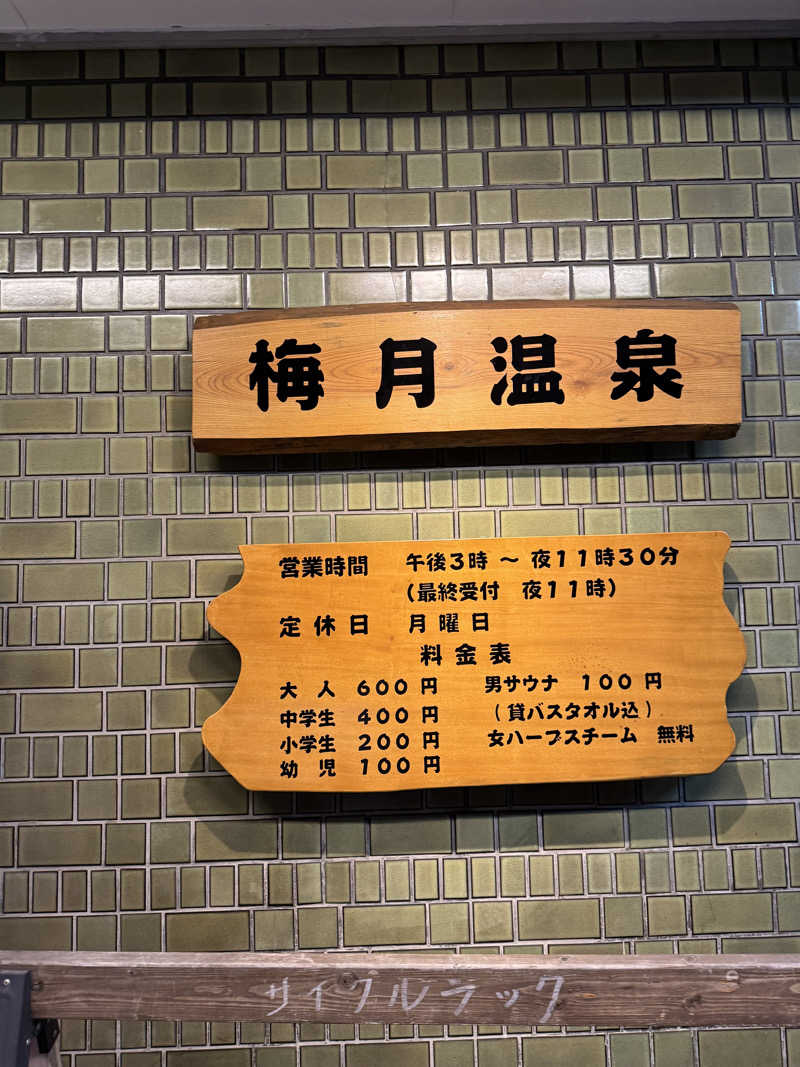 梅月温泉
営業時間 午後3時 ～ 夜11時30分
(最終受付 夜11時)
定休日 月曜日
料金表
大人 600円 男サウナ 100円
中学生 400円 (貸バスタオル込)
小学生 200円 女ハーブスチーム 無料
幼児 100円
サイクルラック